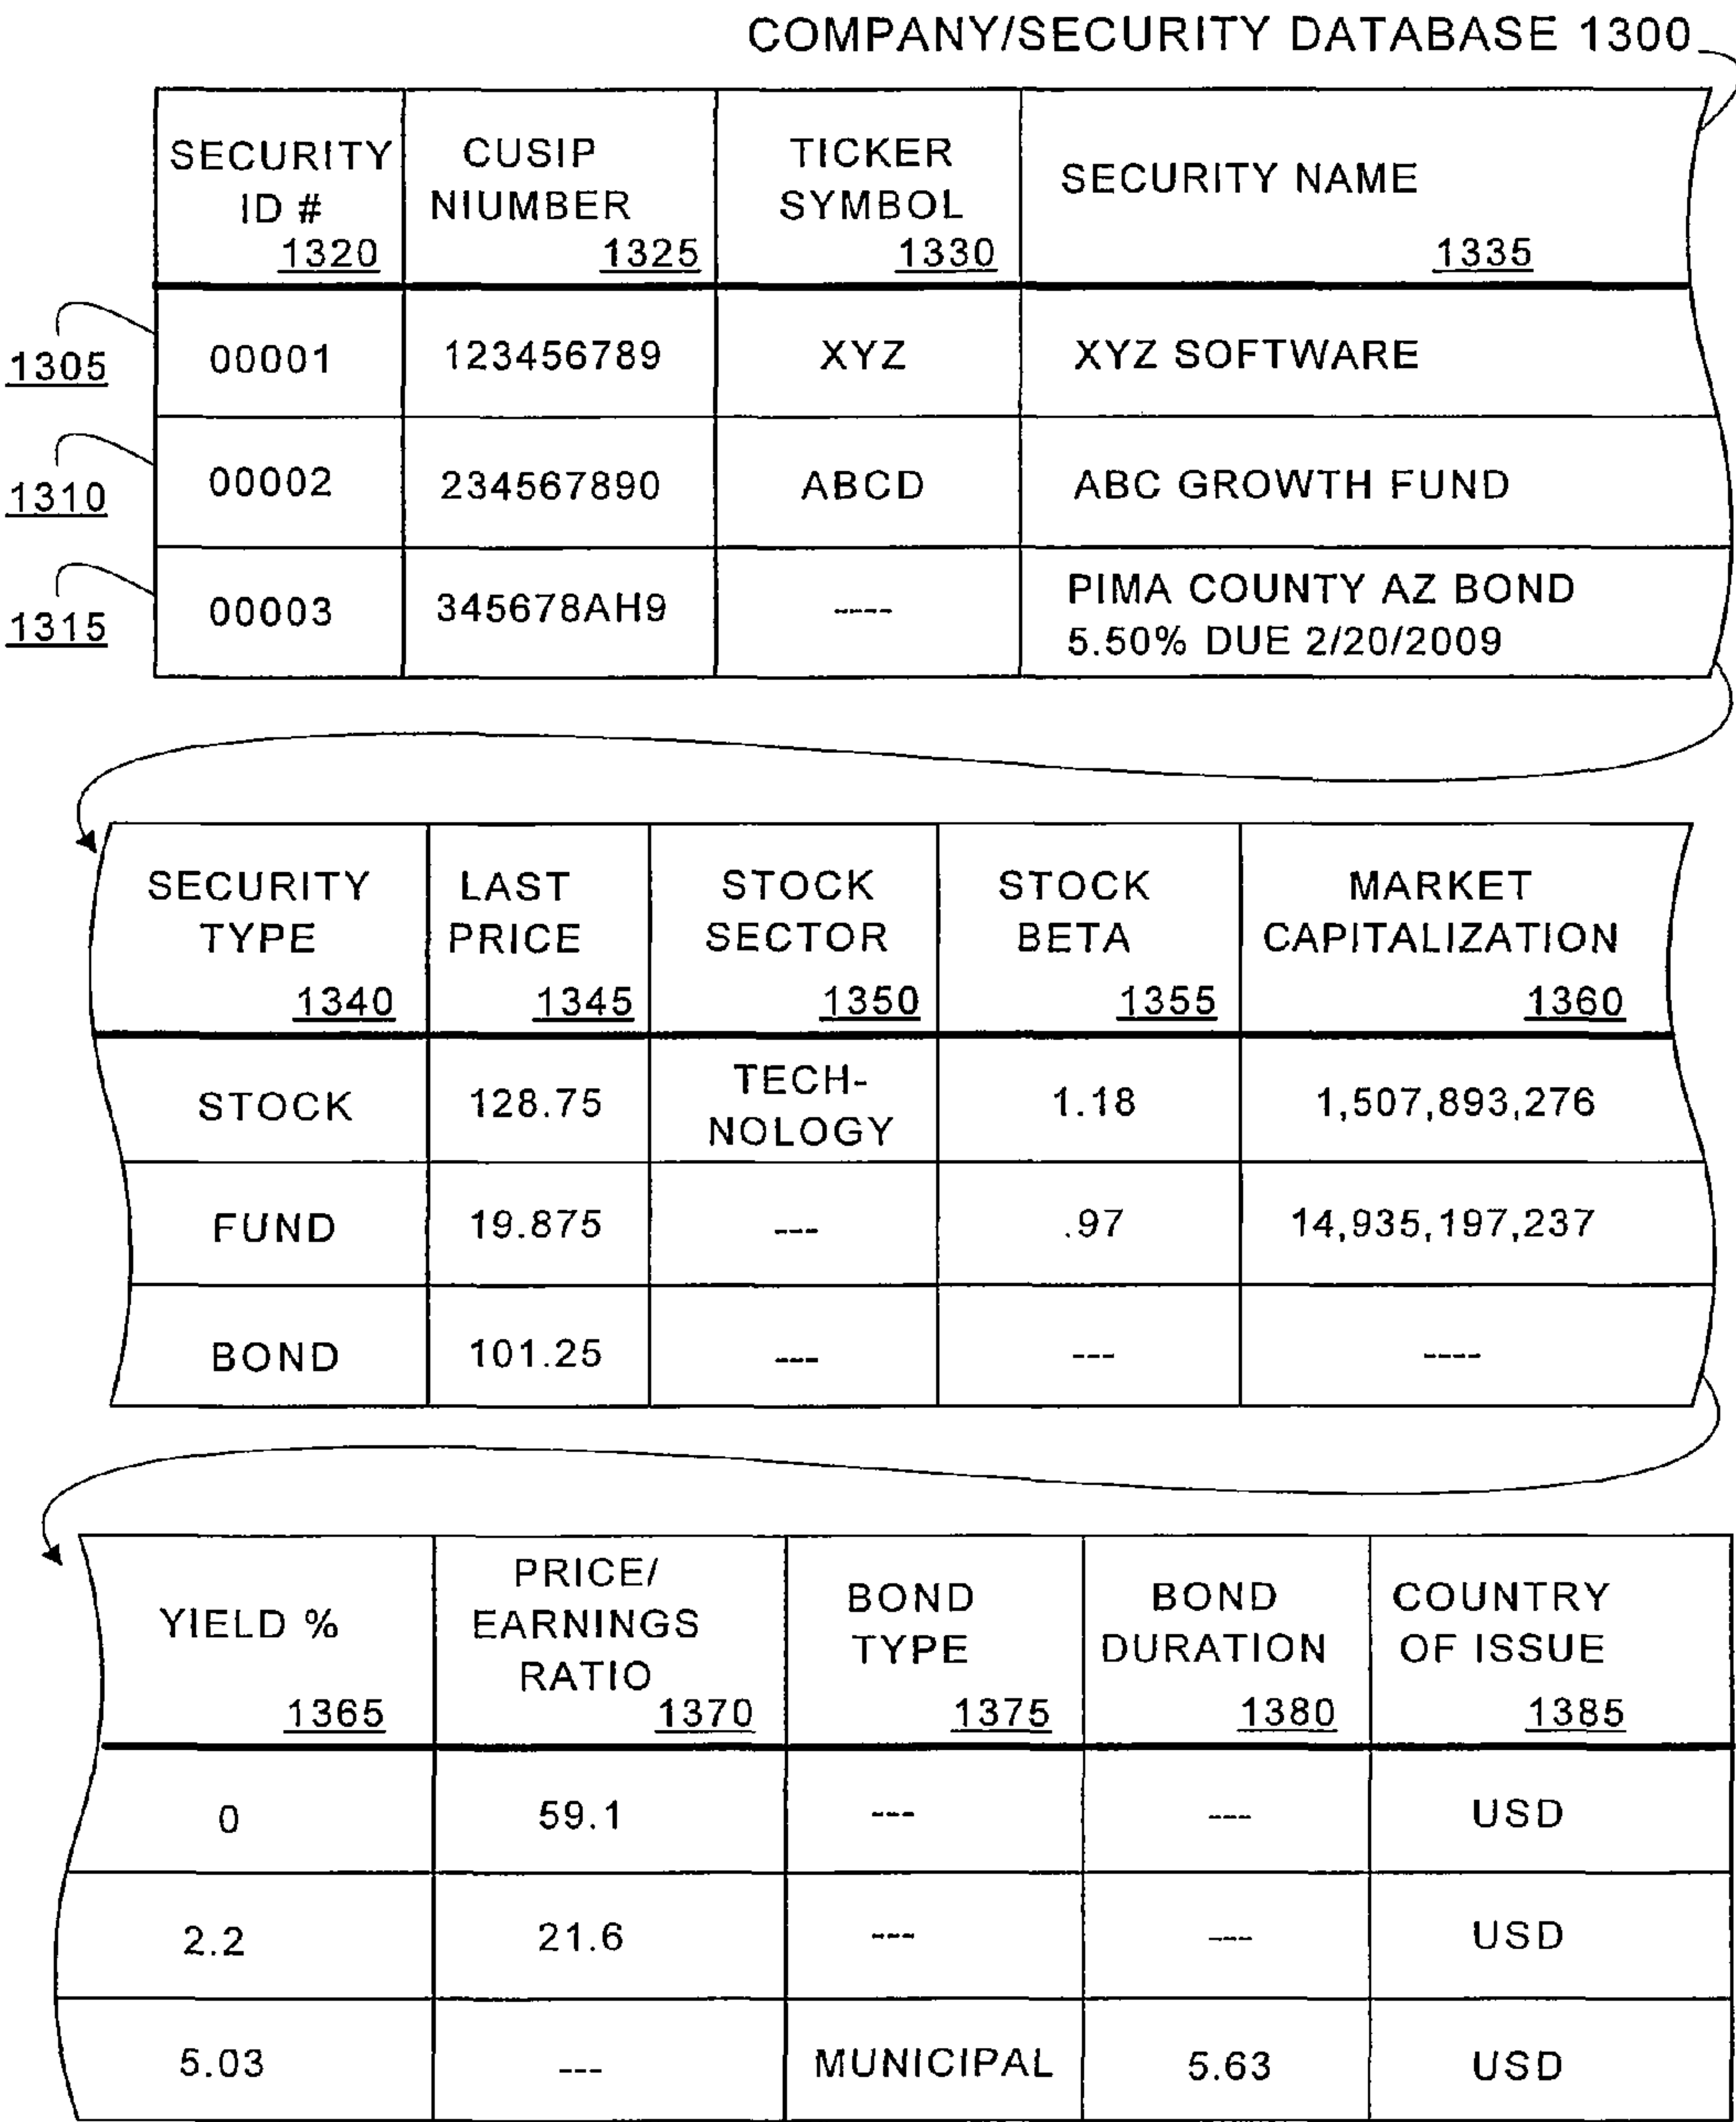 COMPANY/SECURITY DATABASE 1300
SECURITY ID # 1320
CUSIP NIUMBER 1325
TICKER SYMBOL 1330
SECURITY NAME 1335
1305
00001 123456789 XYZ XYZ SOFTWARE
1310
00002 234567890 ABCD ABC GROWTH FUND
1315
00003 345678AH9 ---- PIMA COUNTY AZ BOND
5.50% DUE 2/20/2009
SECURITY TYPE 1340
LAST PRICE 1345
STOCK SECTOR 1350
STOCK BETA 1355
MARKET CAPITALIZATION 1360
STOCK 128.75 TECH-
NOLOGY 1.18 1,507,893,276
FUND 19.875 --- .97 14,935,197,237
BOND 101.25 --- --- ----
YIELD % 1365
PRICE/ EARNINGS RATIO 1370
BOND TYPE 1375
BOND DURATION 1380
COUNTRY OF ISSUE 1385
0 59.1 --- --- USD
2.2 21.6 --- --- USD
5.03 --- MUNICIPAL 5.63 USD